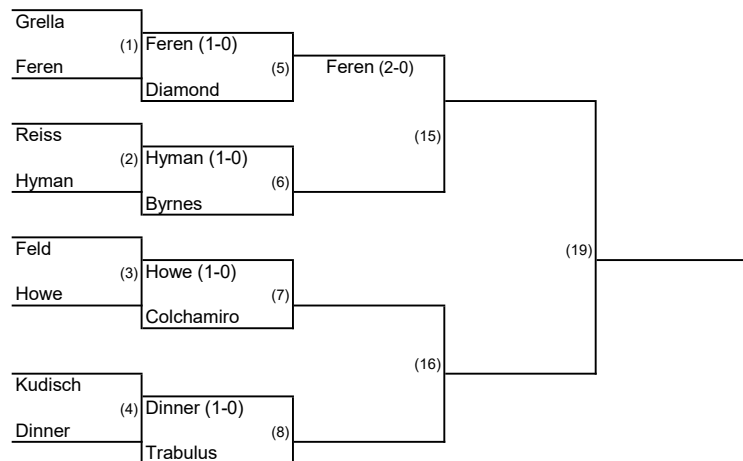 Grella
(1) Feren (1-0)
Feren (5) Feren (2-0)
Diamond
Reiss (15)
(2) Hyman (1-0)
Hyman (6)
Byrnes
Feld (19)
(3) Howe (1-0)
Howe (7)
Colchamiro
(16)
Kudisch
(4) Dinner (1-0)
Dinner (8)
Trabulus